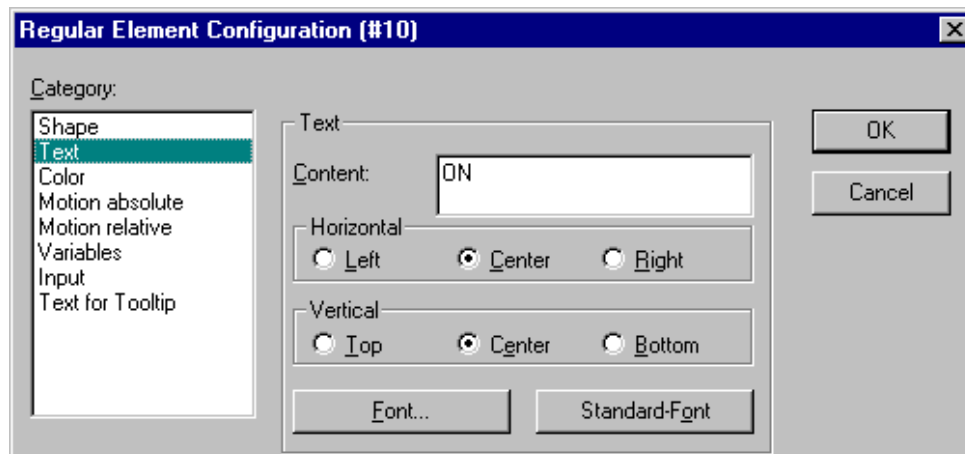 Regular Element Configuration (#10)
Category:
Shape
Text
Color
Motion absolute
Motion relative
Variables
Input
Text for Tooltip
Text
Content: ON
Horizontal
Left Center Right
Vertical
Top Center Bottom
Font... Standard-Font
OK
Cancel